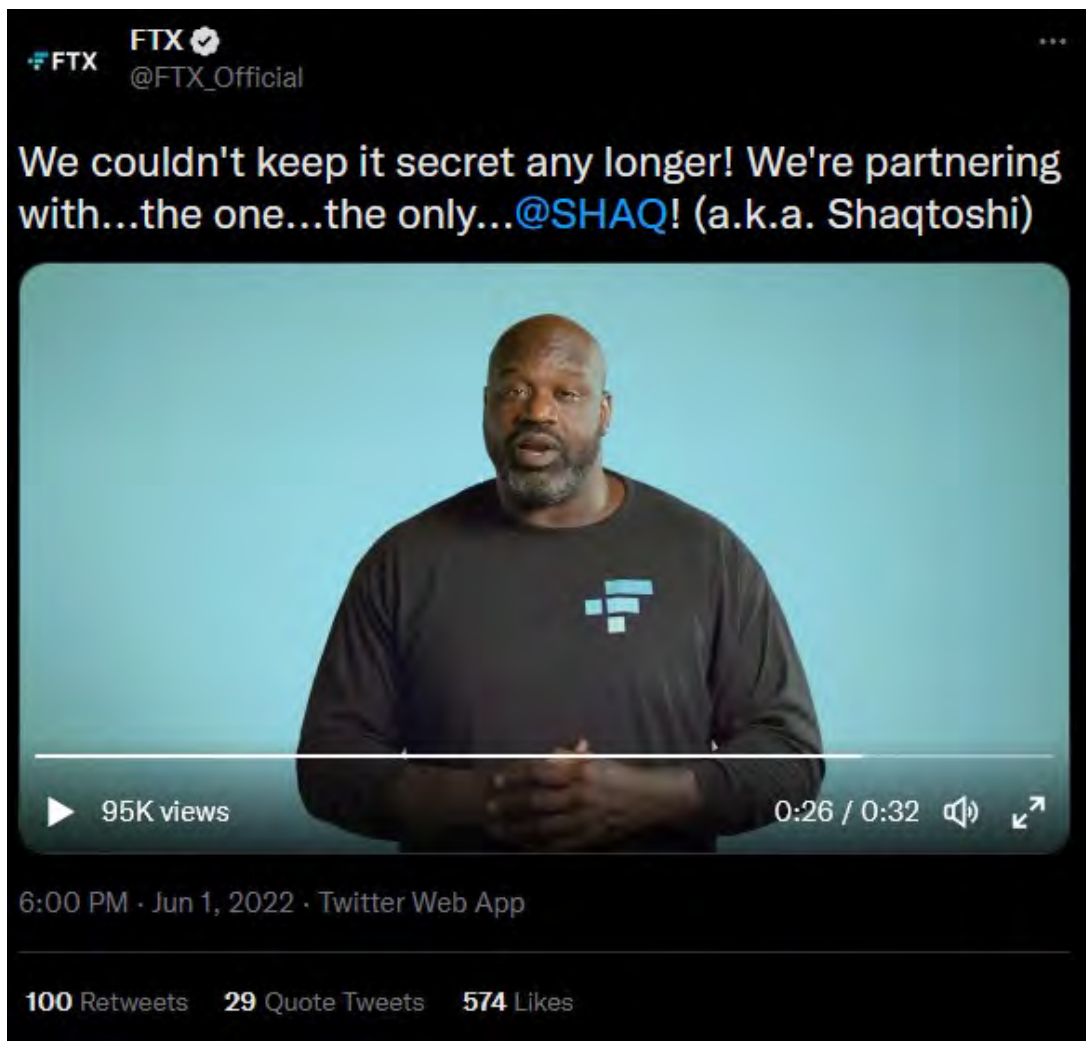 FTX
FTX
@FTX_Official
We couldn't keep it secret any longer! We're partnering
with...the one...the only...@SHAQ! (a.k.a. Shaqtoshi)
95K views
0:26 / 0:32
6:00 PM · Jun 1, 2022 · Twitter Web App
100 Retweets 29 Quote Tweets 574 Likes